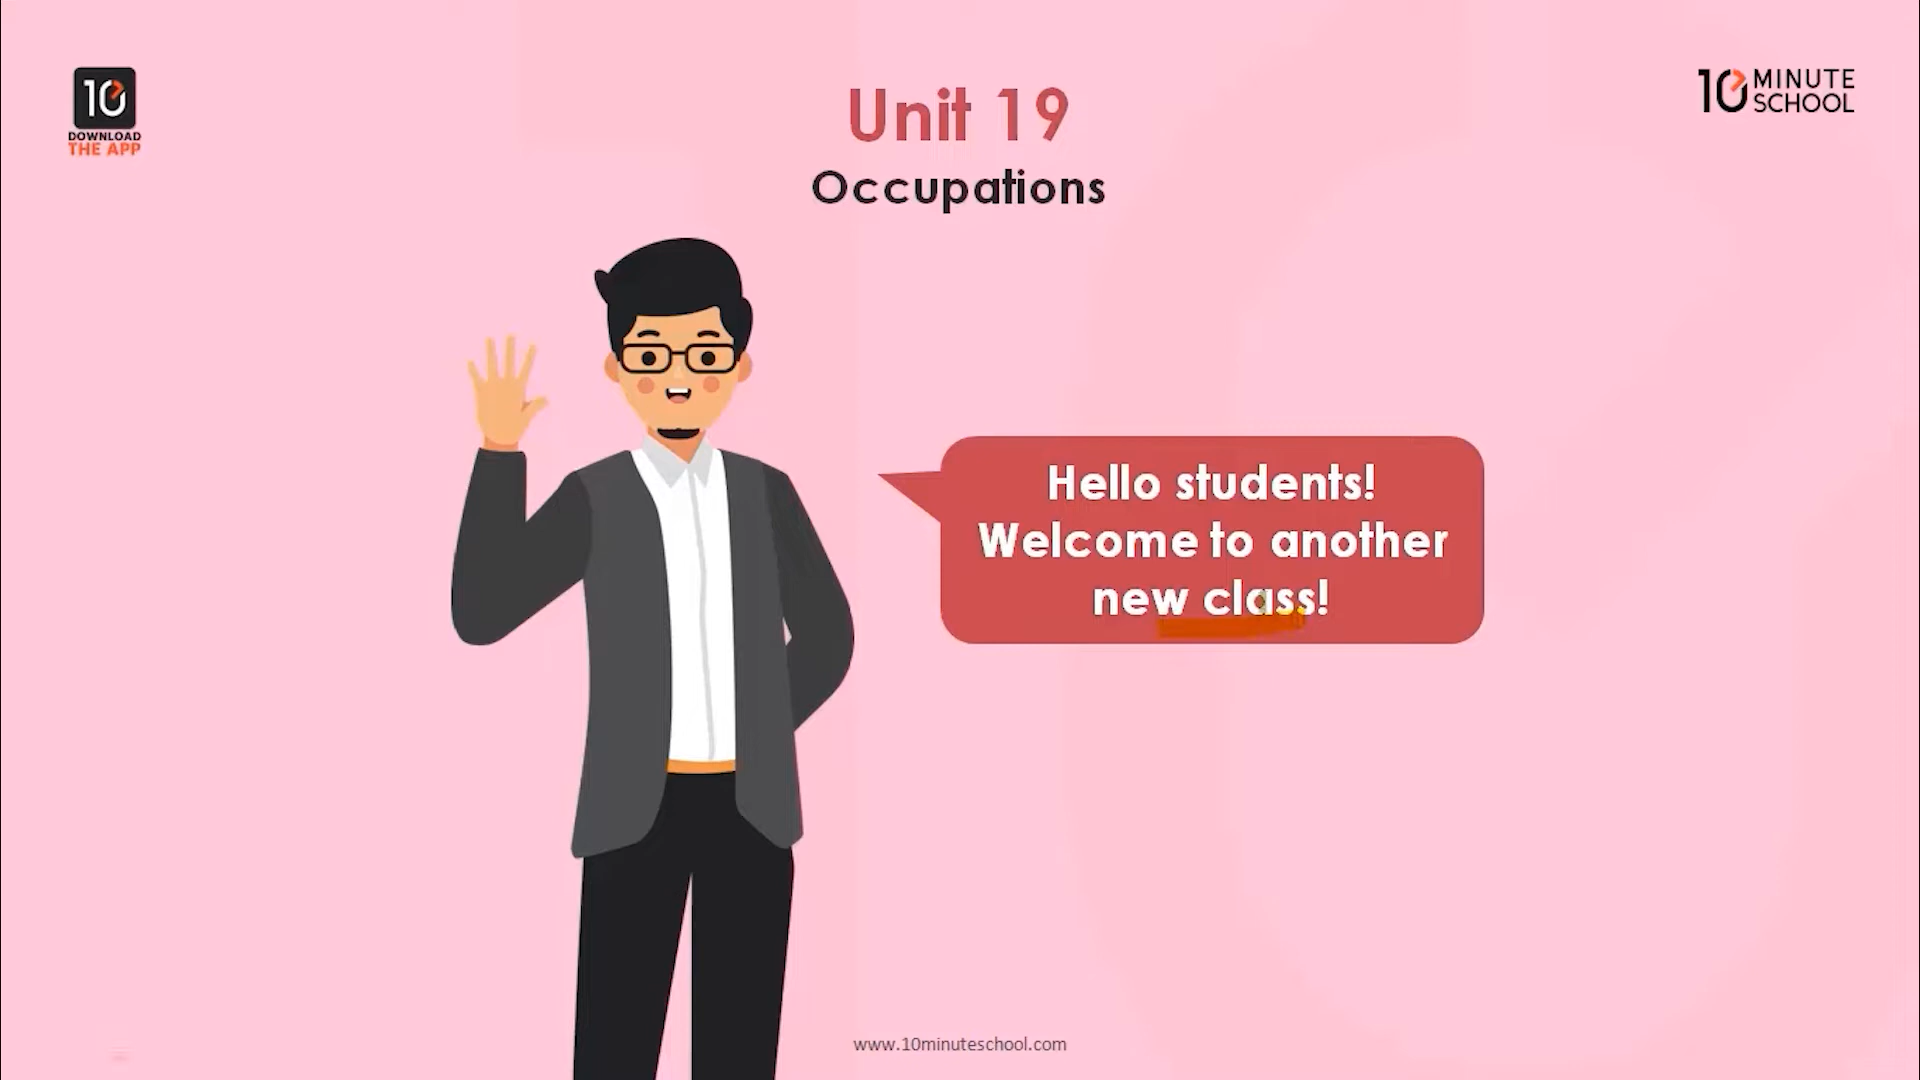 10
DOWNLOAD
THE APP
Unit 19
Occupations
10 MINUTE
SCHOOL
Hello students!
Welcome to another
new class!
www.10minuteschool.com